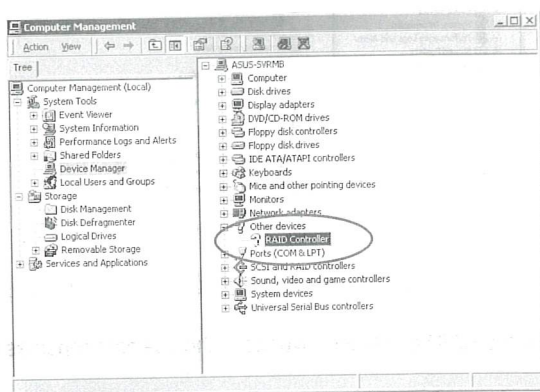 Computer Management
Action View
Tree
Computer Management (Local)
System Tools
Event Viewer
System Information
Performance Logs and Alerts
Shared Folders
Device Manager
Local Users and Groups
Storage
Disk Management
Disk Defragmenter
Logical Drives
Removable Storage
Services and Applications
ASUS-SVRMB
Computer
Disk drives
Display adapters
DVD/CD-ROM drives
Floppy disk controllers
Floppy disk drives
IDE ATA/ATAPI controllers
Keyboards
Mice and other pointing devices
Monitors
Network adapters
Other devices
RAID Controller
Ports (COM & LPT)
SCSI and RAID controllers
Sound, video and game controllers
System devices
Universal Serial Bus controllers